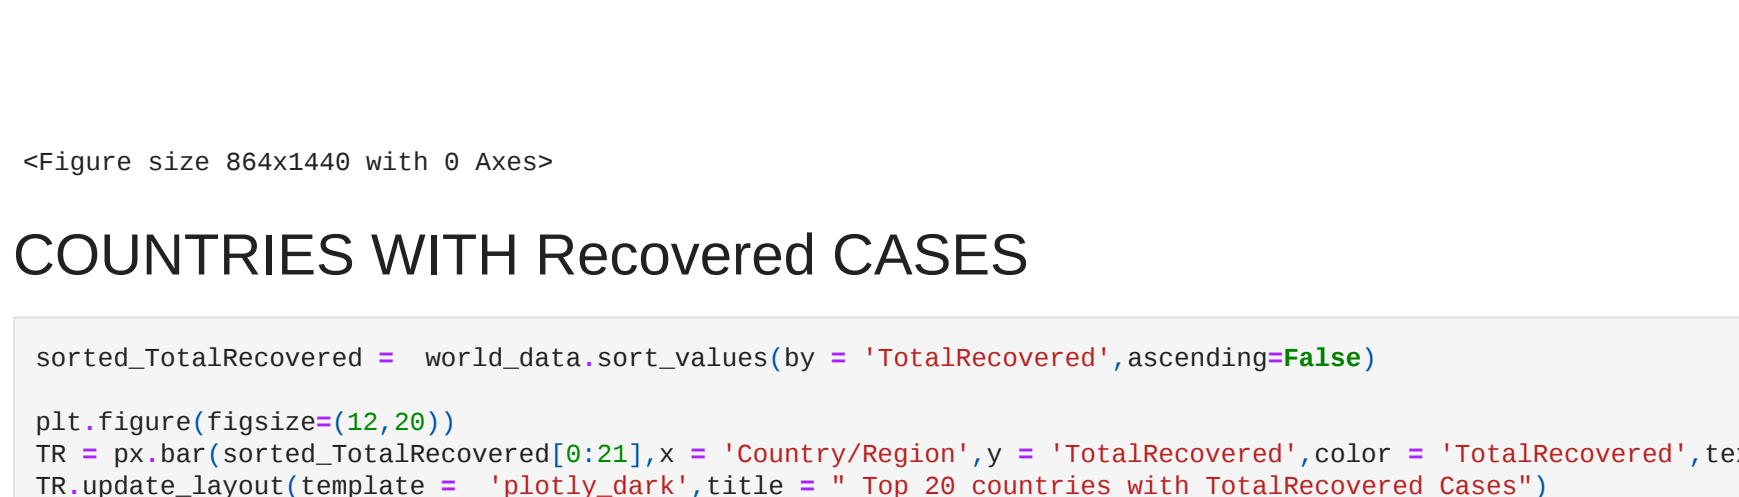 <Figure size 864x1440 with 0 Axes>
COUNTRIES WITH Recovered CASES
sorted_TotalRecovered =  world_data.sort_values(by = 'TotalRecovered',ascending=False)
plt.figure(figsize=(12,20))
TR = px.bar(sorted_TotalRecovered[0:21],x = 'Country/Region',y = 'TotalRecovered',color = 'TotalRecovered',
TR.update_layout(template =  'plotly_dark',title = " Top 20 countries with TotalRecovered Cases")